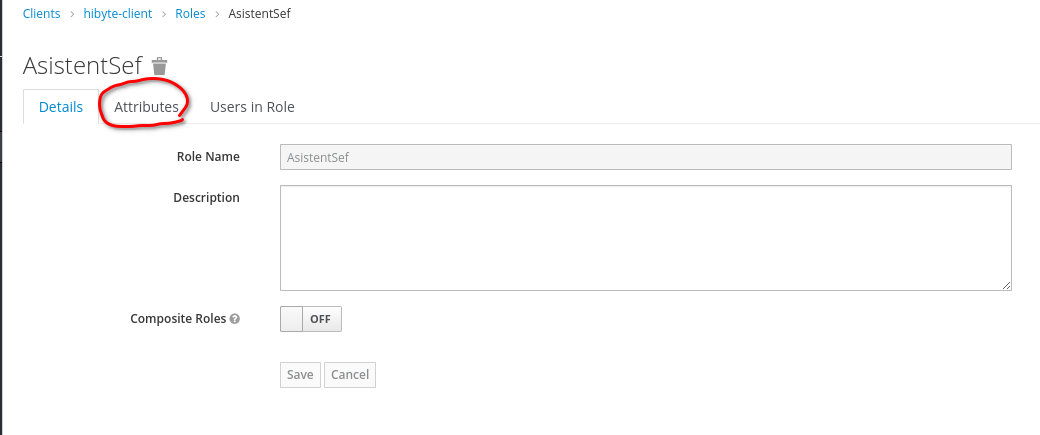 Clients > hibyte-client > Roles > AsistentSef
AsistentSef
Details Attributes Users in Role
Role Name AsistentSef
Description
Composite Roles ? OFF
Save Cancel